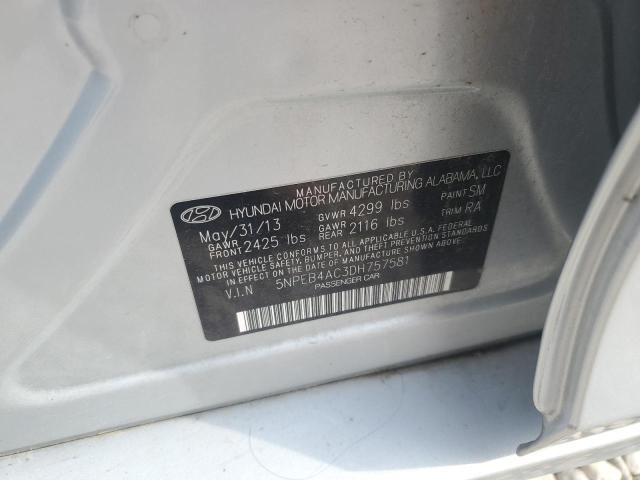 MANUFACTURED BY
HYUNDAI MOTOR MANUFACTURING ALABAMA, LLC
May/31/13 GVWR 4299 lbs PAINT SM
GAWR FRONT 2425 lbs GAWR REAR 2116 lbs TRIM RA
THIS VEHICLE CONFORMS TO ALL APPLICABLE U.S. FEDERAL
MOTOR VEHICLE SAFETY, BUMPER, AND THEFT PREVENTION
STANDARDS IN EFFECT ON THE DATE OF MANUFACTURE SHOWN ABOVE.
V.I.N 5NPEB4AC3DH757581
PASSENGER CAR